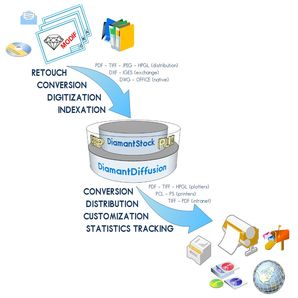 MODIF
PDF - TIFF - JPEG - HPGL (distribution)
DXF - IGES (exchange)
DWG - OFFICE (native)
RETOUCH
CONVERSION
DIGITIZATION
INDEXATION
DiamantStock
DiamantDiffusion
CONVERSION
DISTRIBUTION
CUSTOMIZATION
STATISTICS TRACKING
PDF - TIFF - HPGL (plotters)
PCL - PS (printers)
TIFF - PDF (intranet)